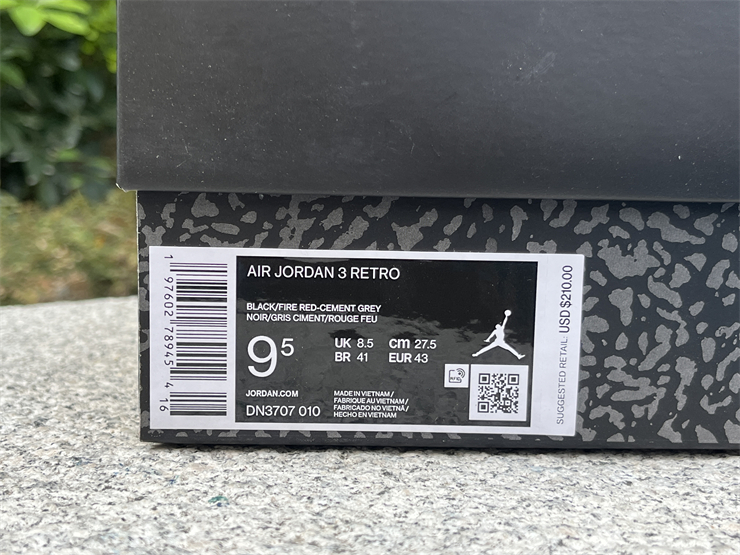 AIR JORDAN 3 RETRO
BLACK/FIRE RED-CEMENT GREY
NOIR/GRIS CIMENT/ROUGE FEU
9⁵
UK 8.5 cm 27.5
BR 41 EUR 43
JORDAN.COM
DN3707 010
MADE IN VIETNAM /
FABRIQUE AU VIETNAM /
FABRICADO NO VIETNÃ /
HECHO EN VIETNAM
RFID
SUGGESTED RETAIL: USD $210.00
1 97602 78945 4 16